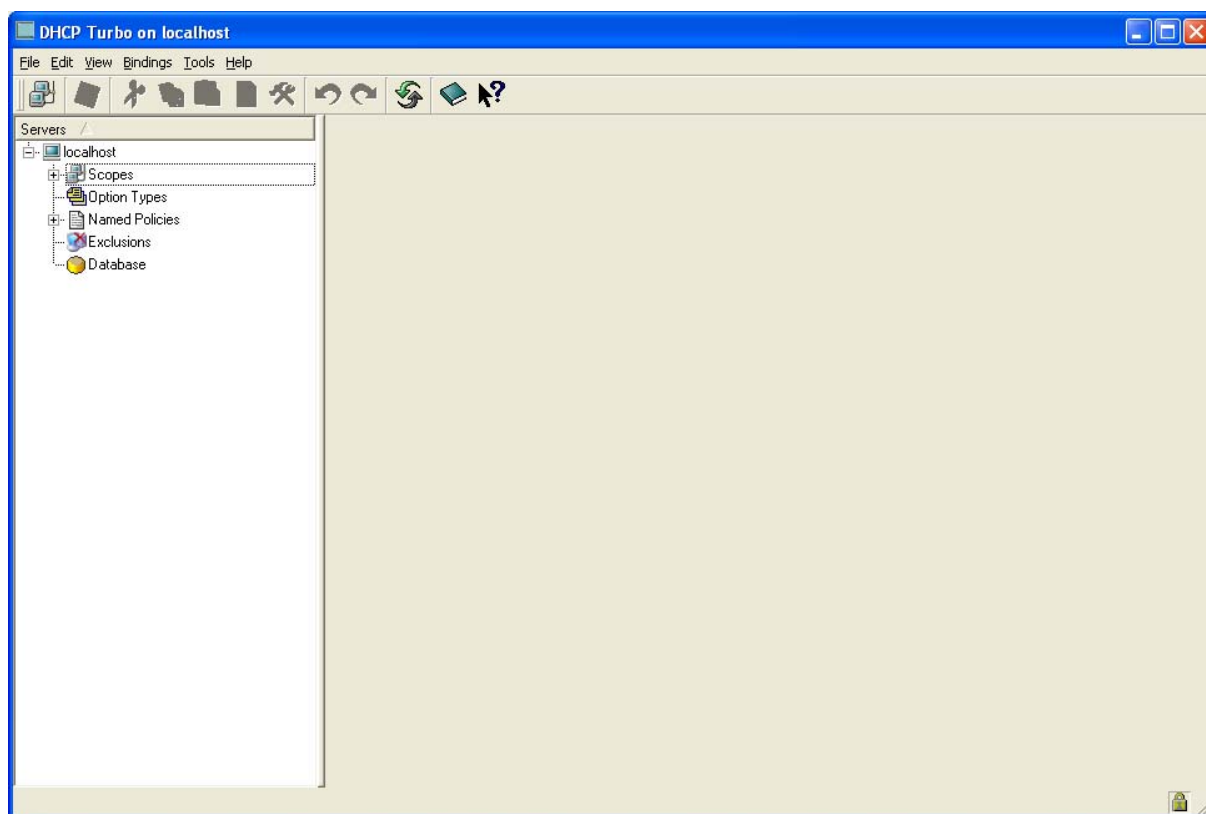 DHCP Turbo on localhost
File Edit View Bindings Tools Help
Servers
localhost
Scopes
Option Types
Named Policies
Exclusions
Database